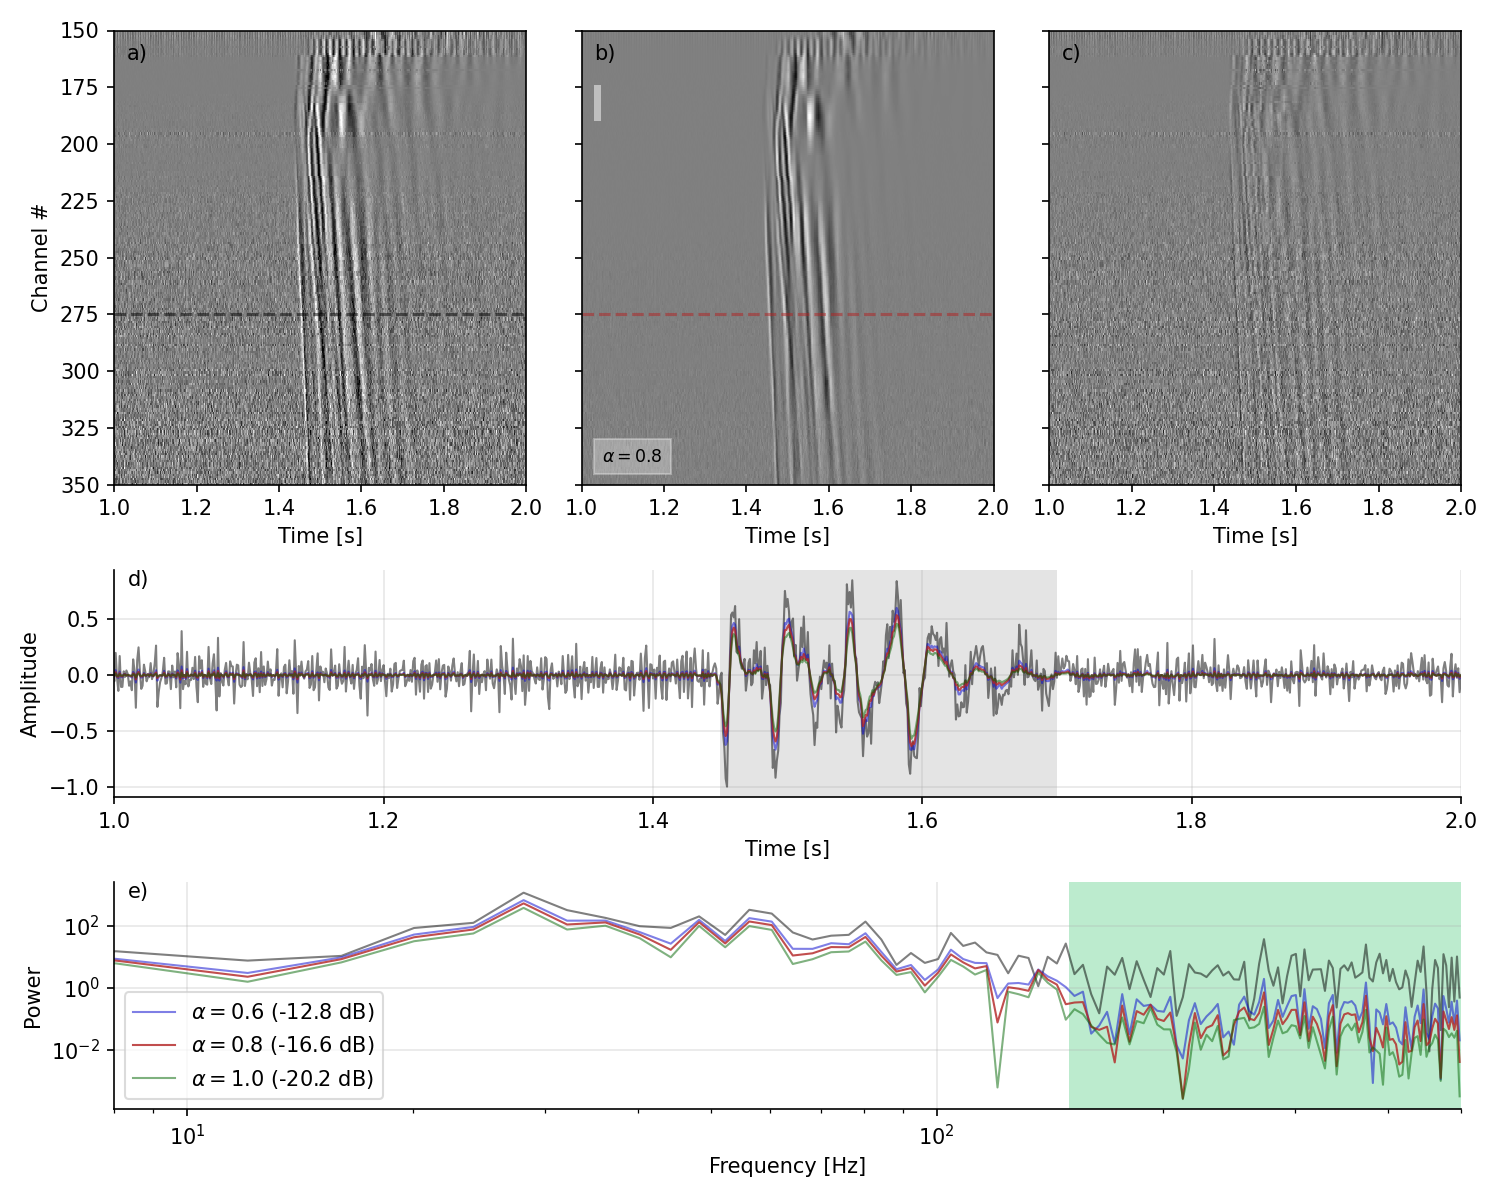 a)
b)
c)
Channel #
150
175
200
225
250
275
300
325
350
α = 0.8
1.0 1.2 1.4 1.6 1.8 2.0
1.0 1.2 1.4 1.6 1.8 2.0
1.0 1.2 1.4 1.6 1.8 2.0
Time [s]
Time [s]
Time [s]
d)
Amplitude
0.5
0.0
−0.5
−1.0
1.0 1.2 1.4 1.6 1.8 2.0
Time [s]
e)
Power
10²
10⁰
10⁻²
α = 0.6 (-12.8 dB)
α = 0.8 (-16.6 dB)
α = 1.0 (-20.2 dB)
10¹ 10²
Frequency [Hz]